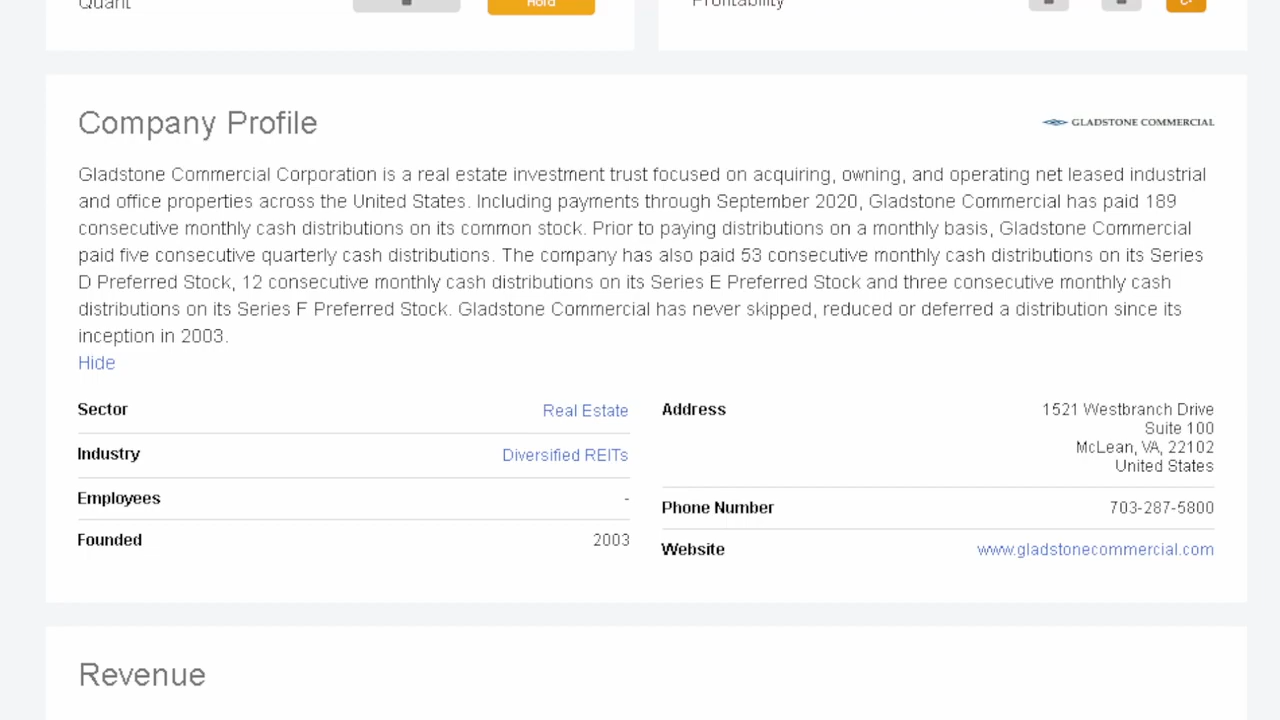 Quant
Hold
Profitability
C-
Company Profile
GLADSTONE COMMERCIAL
Gladstone Commercial Corporation is a real estate investment trust focused on acquiring, owning, and operating net leased industrial
and office properties across the United States. Including payments through September 2020, Gladstone Commercial has paid 189
consecutive monthly cash distributions on its common stock. Prior to paying distributions on a monthly basis, Gladstone Commercial
paid five consecutive quarterly cash distributions. The company has also paid 53 consecutive monthly cash distributions on its Series
D Preferred Stock, 12 consecutive monthly cash distributions on its Series E Preferred Stock and three consecutive monthly cash
distributions on its Series F Preferred Stock. Gladstone Commercial has never skipped, reduced or deferred a distribution since its
inception in 2003.
Hide
Sector
Real Estate
Industry
Diversified REITs
Employees
-
Founded
2003
Address
1521 Westbranch Drive
Suite 100
McLean, VA, 22102
United States
Phone Number
703-287-5800
Website
www.gladstonecommercial.com
Revenue